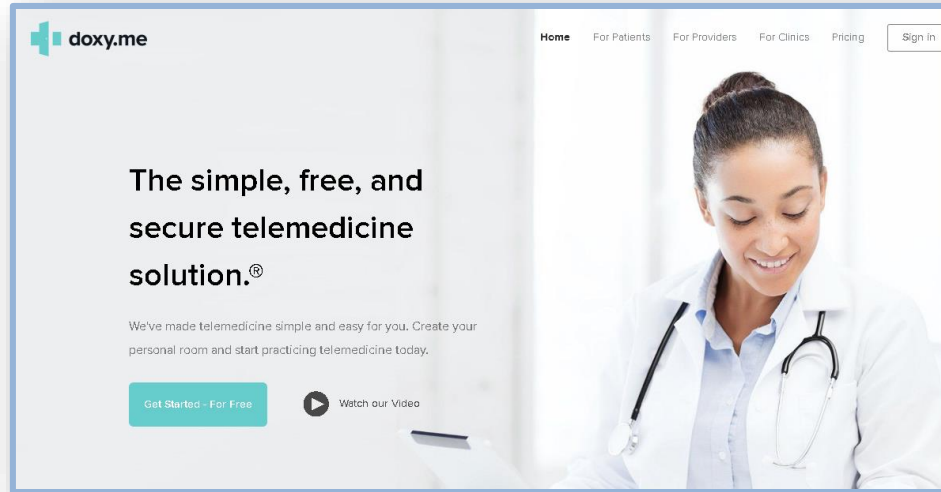 doxy.me
Home For Patients For Providers For Clinics Pricing Sign in
The simple, free, and
secure telemedicine
solution.®
We've made telemedicine simple and easy for you. Create your
personal room and start practicing telemedicine today.
Get Started - For Free
Watch our Video